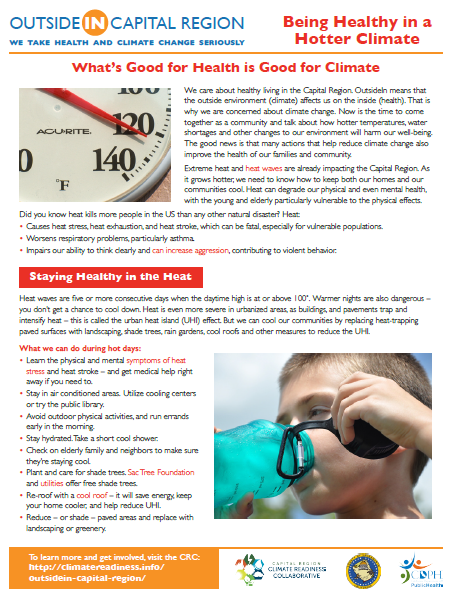 OUTSIDE IN CAPITAL REGION
WE TAKE HEALTH AND CLIMATE CHANGE SERIOUSLY
Being Healthy in a
Hotter Climate
What's Good for Health is Good for Climate
100
ACU-RITE.
120
0
140
°F
We care about healthy living in the Capital Region. OutsideIn means that
the outside environment (climate) affects us on the inside (health). That is
why we are concerned about climate change. Now is the time to come
together as a community and talk about how hotter temperatures, water
shortages and other changes to our environment will harm our well-being.
The good news is that many actions that help reduce climate change also
improve the health of our families and community.
Extreme heat and heat waves are already impacting the Capital Region. As
it grows hotter, we need to know how to keep both our homes and our
communities cool. Heat can degrade our physical and even mental health,
with the young and elderly particularly vulnerable to the physical effects.
Did you know heat kills more people in the US than any other natural disaster? Heat:
• Causes heat stress, heat exhaustion, and heat stroke, which can be fatal, especially for vulnerable populations.
• Worsens respiratory problems, particularly asthma.
• Impairs our ability to think clearly and can increase aggression, contributing to violent behavior.
Staying Healthy in the Heat
Heat waves are five or more consecutive days when the daytime high is at or above 100°. Warmer nights are also dangerous –
you don't get a chance to cool down. Heat is even more severe in urbanized areas, as buildings, and pavements trap and
intensify heat – this is called the urban heat island (UHI) effect. But we can cool our communities by replacing heat-trapping
paved surfaces with landscaping, shade trees, rain gardens, cool roofs and other measures to reduce the UHI.
What we can do during hot days:
• Learn the physical and mental symptoms of heat
stress and heat stroke – and get medical help right
away if you need to.
• Stay in air conditioned areas. Utilize cooling centers
or try the public library.
• Avoid outdoor physical activities, and run errands
early in the morning.
• Stay hydrated. Take a short cool shower.
• Check on elderly family and neighbors to make sure
they're staying cool.
• Plant and care for shade trees. Sac Tree Foundation
and utilities offer free shade trees.
• Re-roof with a cool roof – it will save energy, keep
your home cooler, and help reduce UHI.
• Reduce – or shade – paved areas and replace with
landscaping or greenery.
To learn more and get involved, visit the CRC:
http://climatereadiness.info/
outsidein-capital-region/
CAPITAL REGION
CLIMATE READINESS
COLLABORATIVE
CDPH
PublicHealth